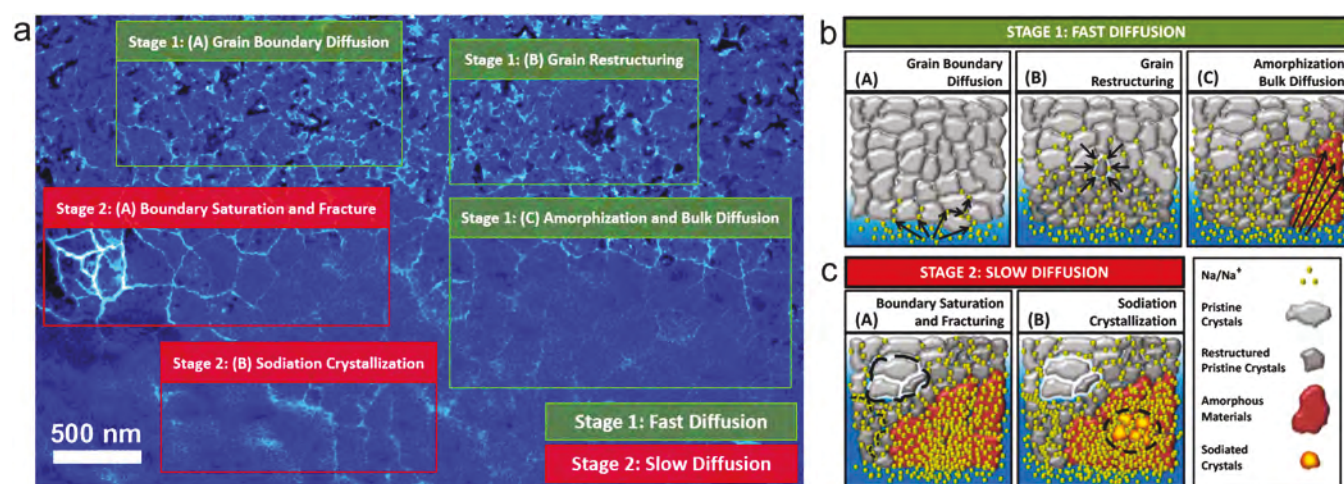 a
Stage 1: (A) Grain Boundary Diffusion
Stage 1: (B) Grain Restructuring
Stage 2: (A) Boundary Saturation and Fracture
Stage 1: (C) Amorphization and Bulk Diffusion
Stage 2: (B) Sodiation Crystallization
500 nm
Stage 1: Fast Diffusion
Stage 2: Slow Diffusion
b
STAGE 1: FAST DIFFUSION
(A)
Grain Boundary
Diffusion
(B)
Grain
Restructuring
(C)
Amorphization
Bulk Diffusion
C
STAGE 2: SLOW DIFFUSION
(A)
Boundary Saturation
and Fracturing
(B)
Sodiation
Crystallization
Na/Na⁺
Pristine
Crystals
Restructured
Pristine Crystals
Amorphous
Materials
Sodiated
Crystals